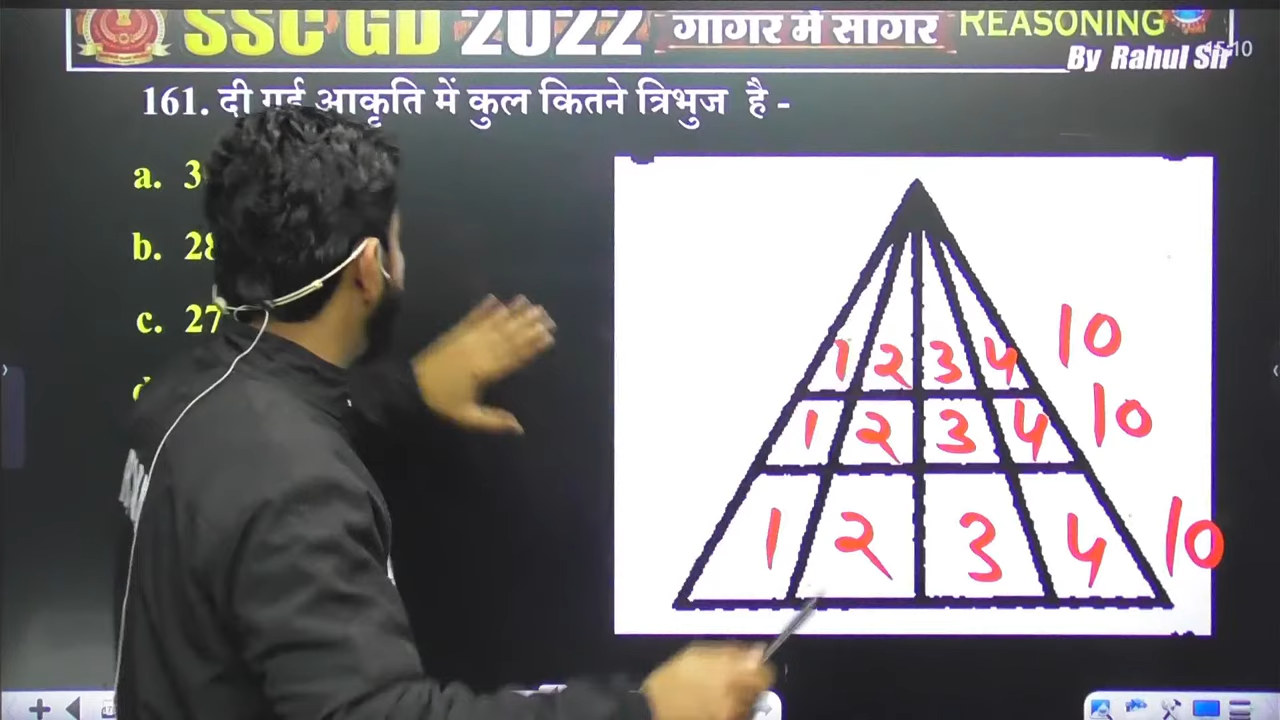 SSC GD 2022 गागर में सागर REASONING
By Rahul Sir
161. दी गई आकृति में कुल कितने त्रिभुज है -
a. 3
b. 28
c. 27
1 2 3 4 10
1 2 3 4 10
1 2 3 4 10